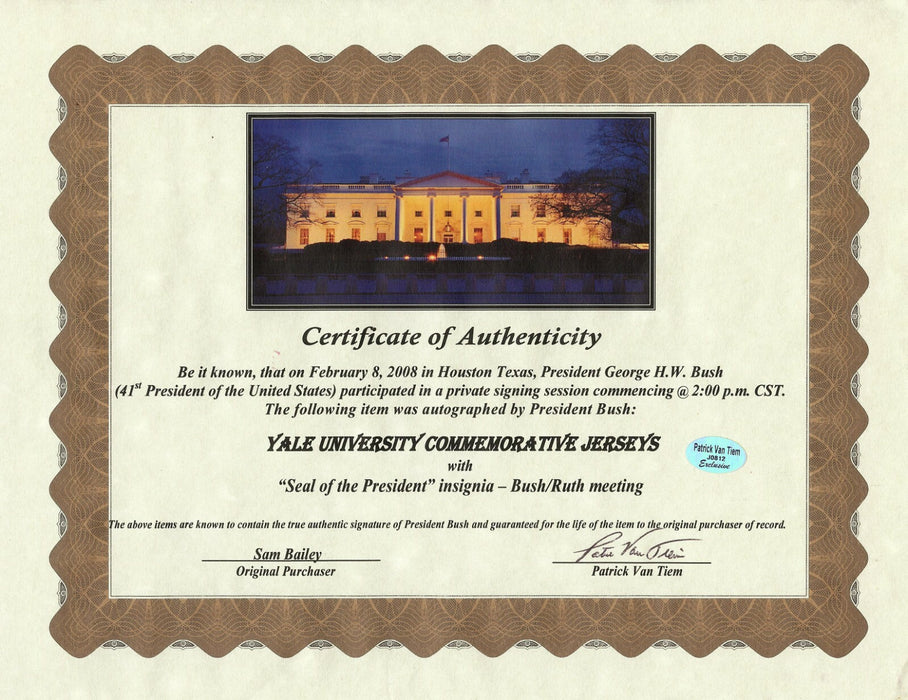 Certificate of Authenticity
Be it known, that on February 8, 2008 in Houston Texas, President George H.W. Bush
(41st President of the United States) participated in a private signing session commencing @ 2:00 p.m. CST.
The following item was autographed by President Bush:
YALE UNIVERSITY COMMEMORATIVE JERSEYS
with
“Seal of the President” insignia – Bush/Ruth meeting
Patrick Van Tiem
J0812
Exclusive
The above items are known to contain the true authentic signature of President Bush and guaranteed for the life of the item to the original purchaser of record.
Sam Bailey
Original Purchaser
Patric Van Tiem
Patrick Van Tiem